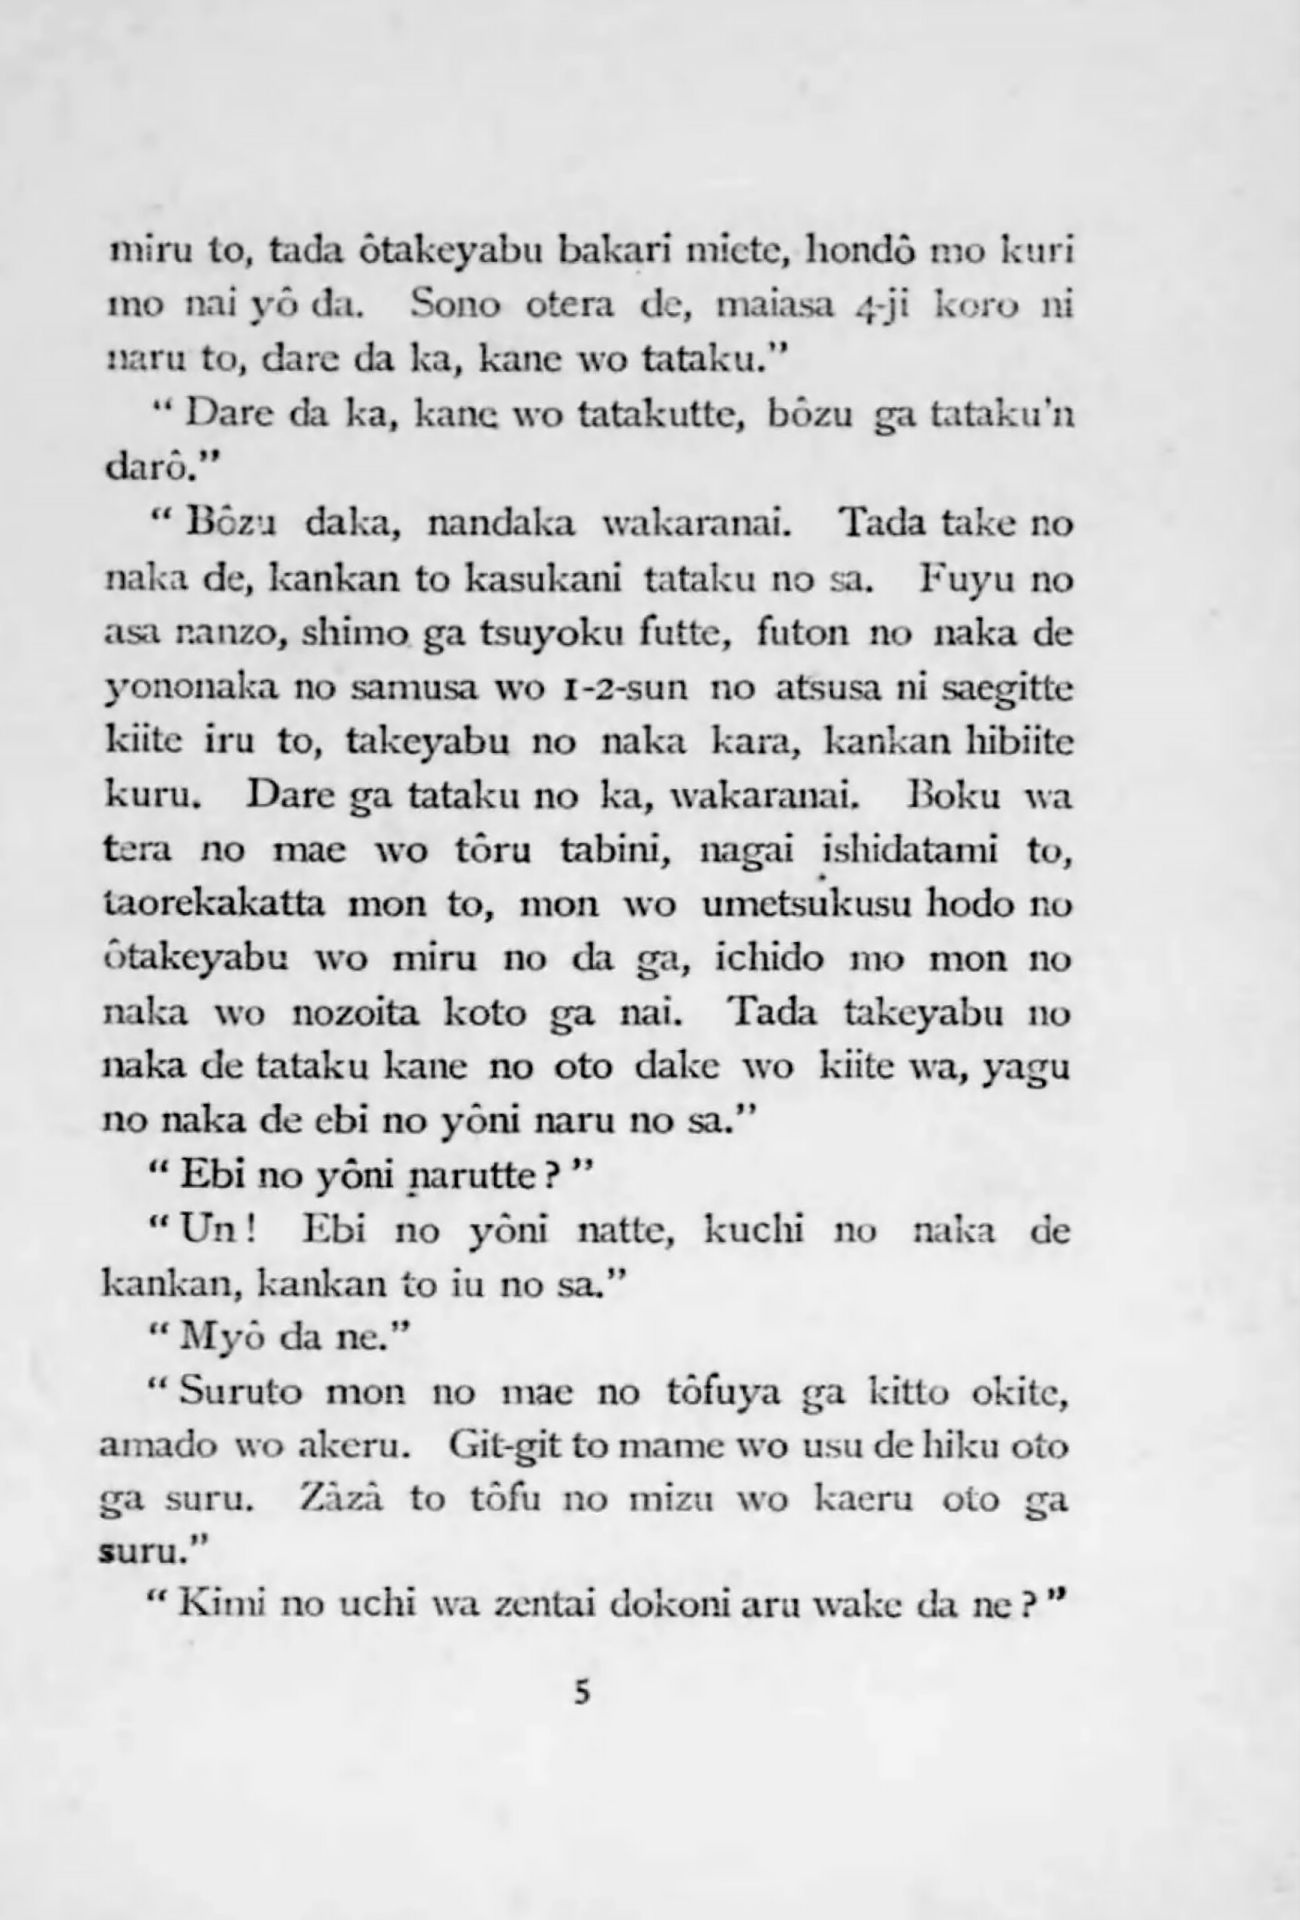 miru to, tada ôtakeyabu bakari miete, hondô mo kuri
mo nai yô da. Sono otera de, maiasa 4-ji koro ni
naru to, dare da ka, kane wo tataku.”
“ Dare da ka, kane wo tatakutte, bôzu ga tataku’n
darô.”
“ Bôzu daka, nandaka wakaranai. Tada take no
naka de, kankan to kasukani tataku no sa. Fuyu no
asa nanzo, shimo ga tsuyoku futte, futon no naka de
yononaka no samusa wo 1-2-sun no atsusa ni saegitte
kiite iru to, takeyabu no naka kara, kankan hibiite
kuru. Dare ga tataku no ka, wakaranai. Boku wa
tera no mae wo tôru tabini, nagai ishidatami to,
taorekakatta mon to, mon wo umetsukusu hodo no
ôtakeyabu wo miru no da ga, ichido mo mon no
naka wo nozoita koto ga nai. Tada takeyabu no
naka de tataku kane no oto dake wo kiite wa, yagu
no naka de ebi no yôni naru no sa.”
“ Ebi no yôni narutte ? ”
“ Un ! Ebi no yôni natte, kuchi no naka de
kankan, kankan to iu no sa.”
“ Myô da ne.”
“ Suruto mon no mae no tôfuya ga kitto okite,
amado wo akeru. Git-git to mame wo usu de hiku oto
ga suru. Zâzâ to tôfu no mizu wo kaeru oto ga
suru.”
“ Kimi no uchi wa zentai dokoni aru wake da ne ? ”
5